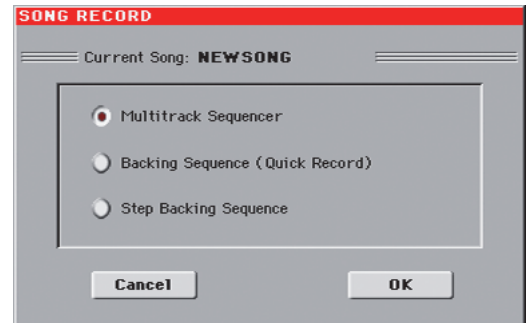 SONG RECORD
Current Song: NEWSONG
Multitrack Sequencer
Backing Sequence (Quick Record)
Step Backing Sequence
Cancel OK